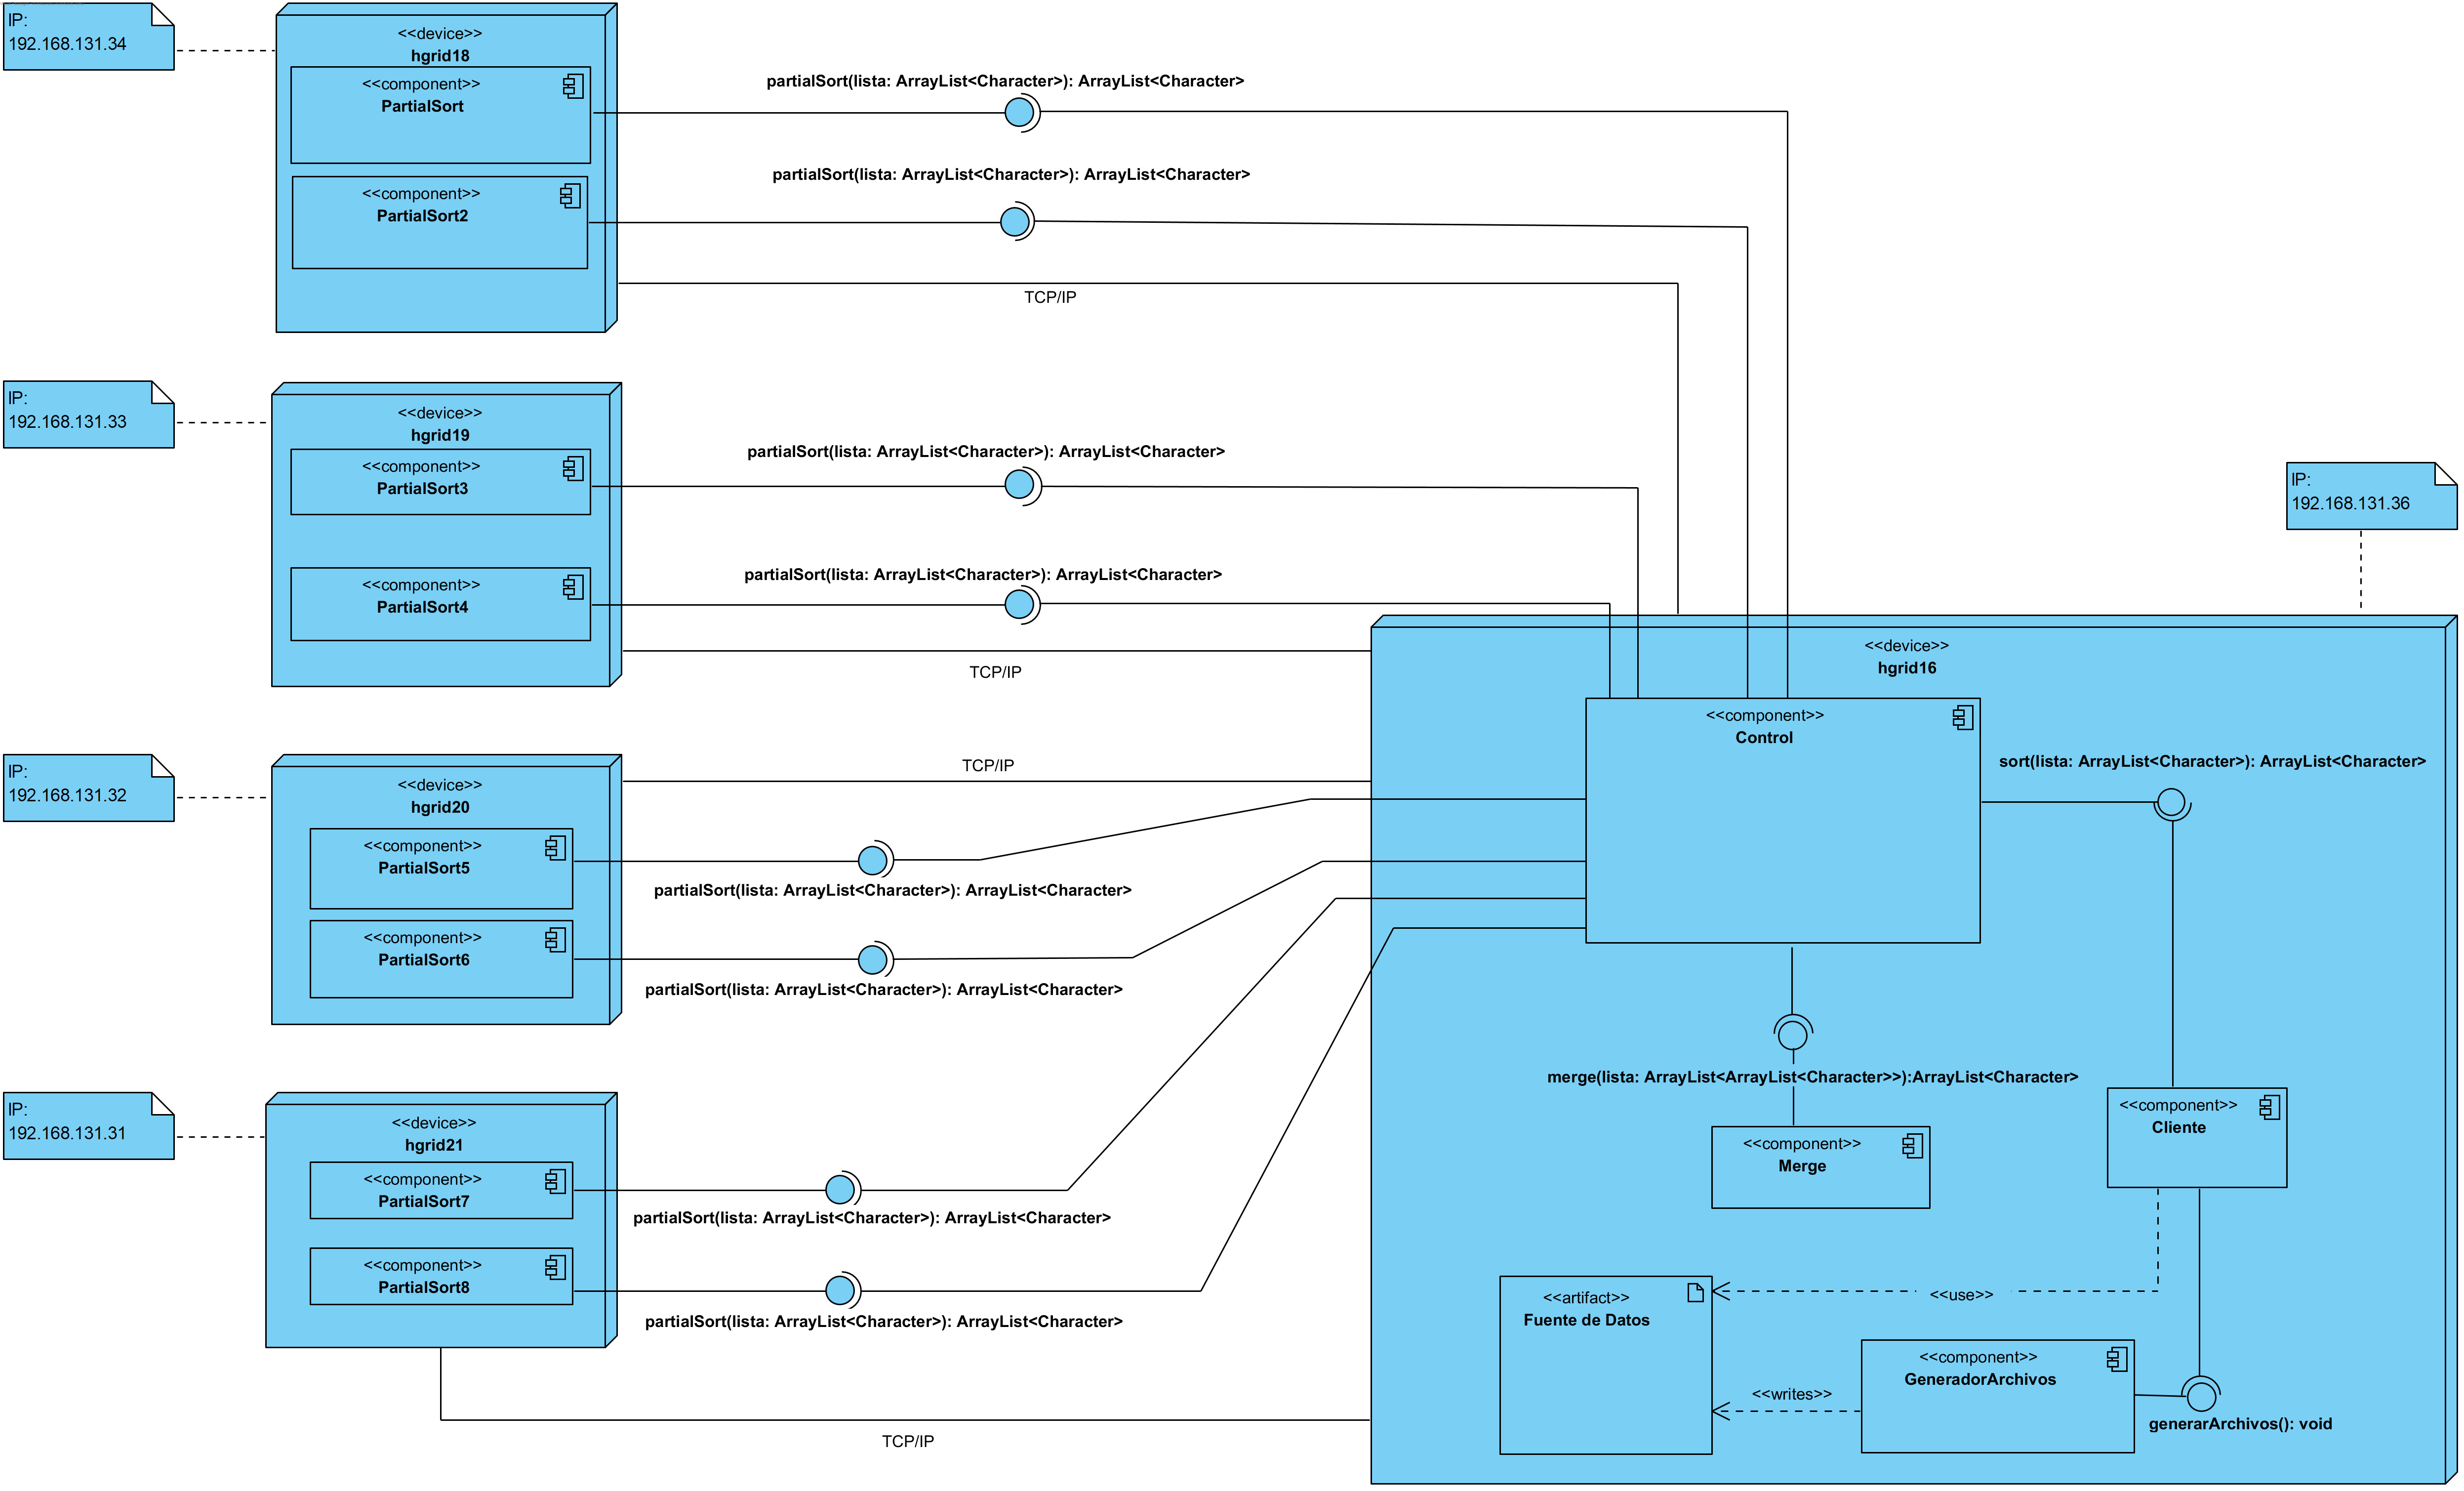 IP:
192.168.131.34
<<device>>
hgrid18
<<component>>
PartialSort
<<component>>
PartialSort2
partialSort(lista: ArrayList<Character>): ArrayList<Character>
partialSort(lista: ArrayList<Character>): ArrayList<Character>
TCP/IP
IP:
192.168.131.33
<<device>>
hgrid19
<<component>>
PartialSort3
<<component>>
PartialSort4
partialSort(lista: ArrayList<Character>): ArrayList<Character>
partialSort(lista: ArrayList<Character>): ArrayList<Character>
TCP/IP
IP:
192.168.131.32
<<device>>
hgrid20
<<component>>
PartialSort5
<<component>>
PartialSort6
TCP/IP
partialSort(lista: ArrayList<Character>): ArrayList<Character>
partialSort(lista: ArrayList<Character>): ArrayList<Character>
IP:
192.168.131.31
<<device>>
hgrid21
<<component>>
PartialSort7
<<component>>
PartialSort8
partialSort(lista: ArrayList<Character>): ArrayList<Character>
partialSort(lista: ArrayList<Character>): ArrayList<Character>
TCP/IP
IP:
192.168.131.36
<<device>>
hgrid16
<<component>>
Control
sort(lista: ArrayList<Character>): ArrayList<Character>
merge(lista: ArrayList<ArrayList<Character>>):ArrayList<Character>
<<component>>
Merge
<<component>>
Cliente
<<artifact>>
Fuente de Datos
<<use>>
<<writes>>
<<component>>
GeneradorArchivos
generarArchivos(): void